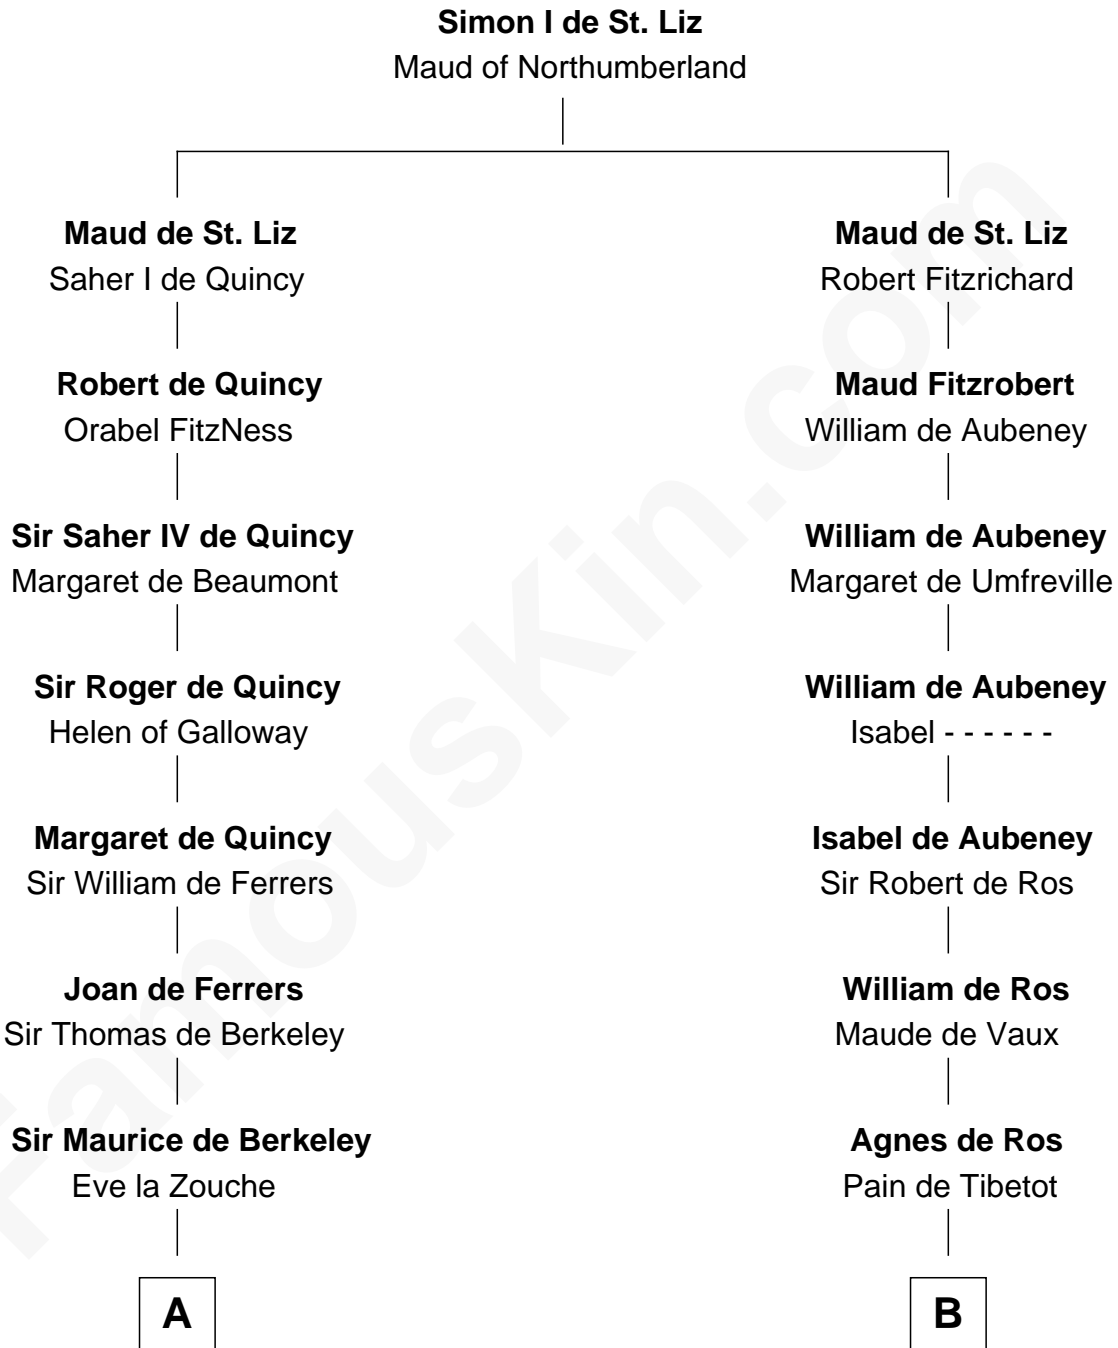 Simon I de St. Liz
Maud of Northumberland
Maud de St. Liz
Saher I de Quincy
Maud de St. Liz
Robert Fitzrichard
Robert de Quincy
Orabel FitzNess
Maud Fitzrobert
William de Aubeney
Sir Saher IV de Quincy
Margaret de Beaumont
William de Aubeney
Margaret de Umfreville
Sir Roger de Quincy
Helen of Galloway
William de Aubeney
Isabel - - - - - -
Margaret de Quincy
Sir William de Ferrers
Isabel de Aubeney
Sir Robert de Ros
Joan de Ferrers
Sir Thomas de Berkeley
William de Ros
Maude de Vaux
Sir Maurice de Berkeley
Eve la Zouche
Agnes de Ros
Pain de Tibetot
A
B
FamousKin.com